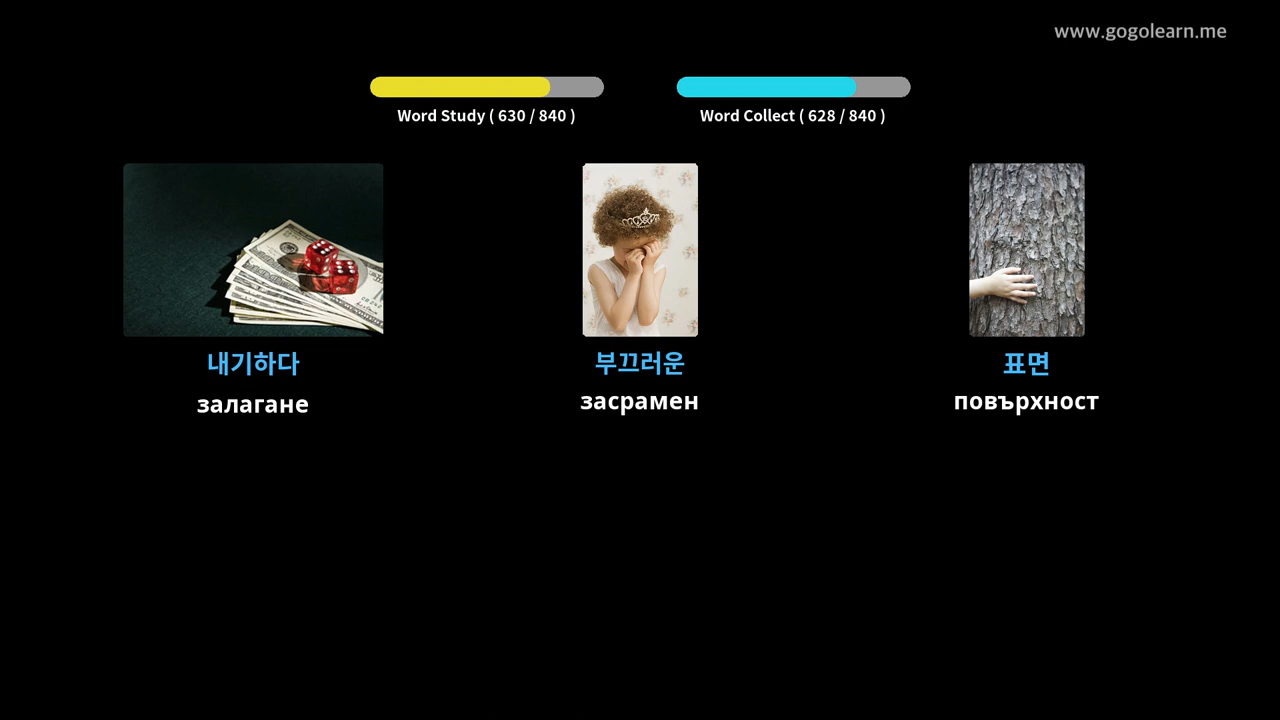 www.gogolearn.me
Word Study ( 630 / 840 )
Word Collect ( 628 / 840 )
내기하다
부끄러운
표면
залагане
засрамен
повърхност